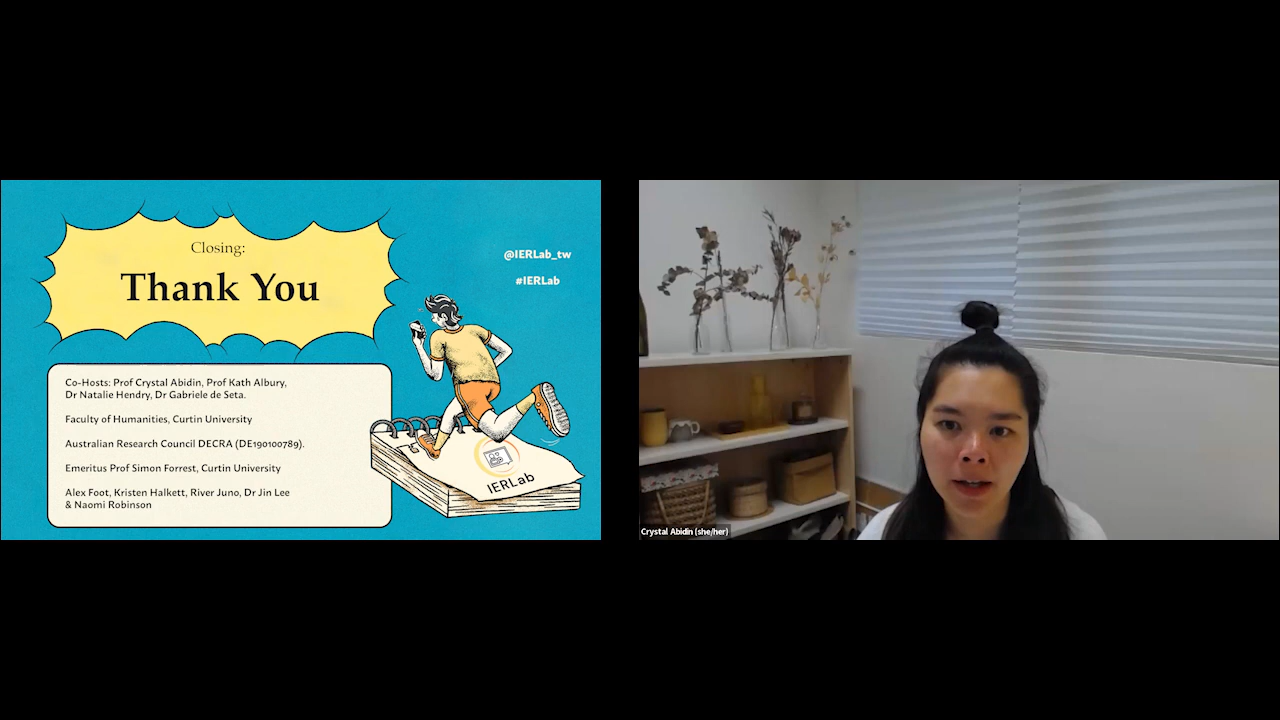 Closing:
Thank You
@IERLab_tw
#IERLab
Co-Hosts: Prof Crystal Abidin, Prof Kath Albury,
Dr Natalie Hendry, Dr Gabriele de Seta.
Faculty of Humanities, Curtin University
Australian Research Council DECRA (DE190100789).
Emeritus Prof Simon Forrest, Curtin University
Alex Foot, Kristen Halkett, River Juno, Dr Jin Lee
& Naomi Robinson
IERLab
Crystal Abidin (she/her)